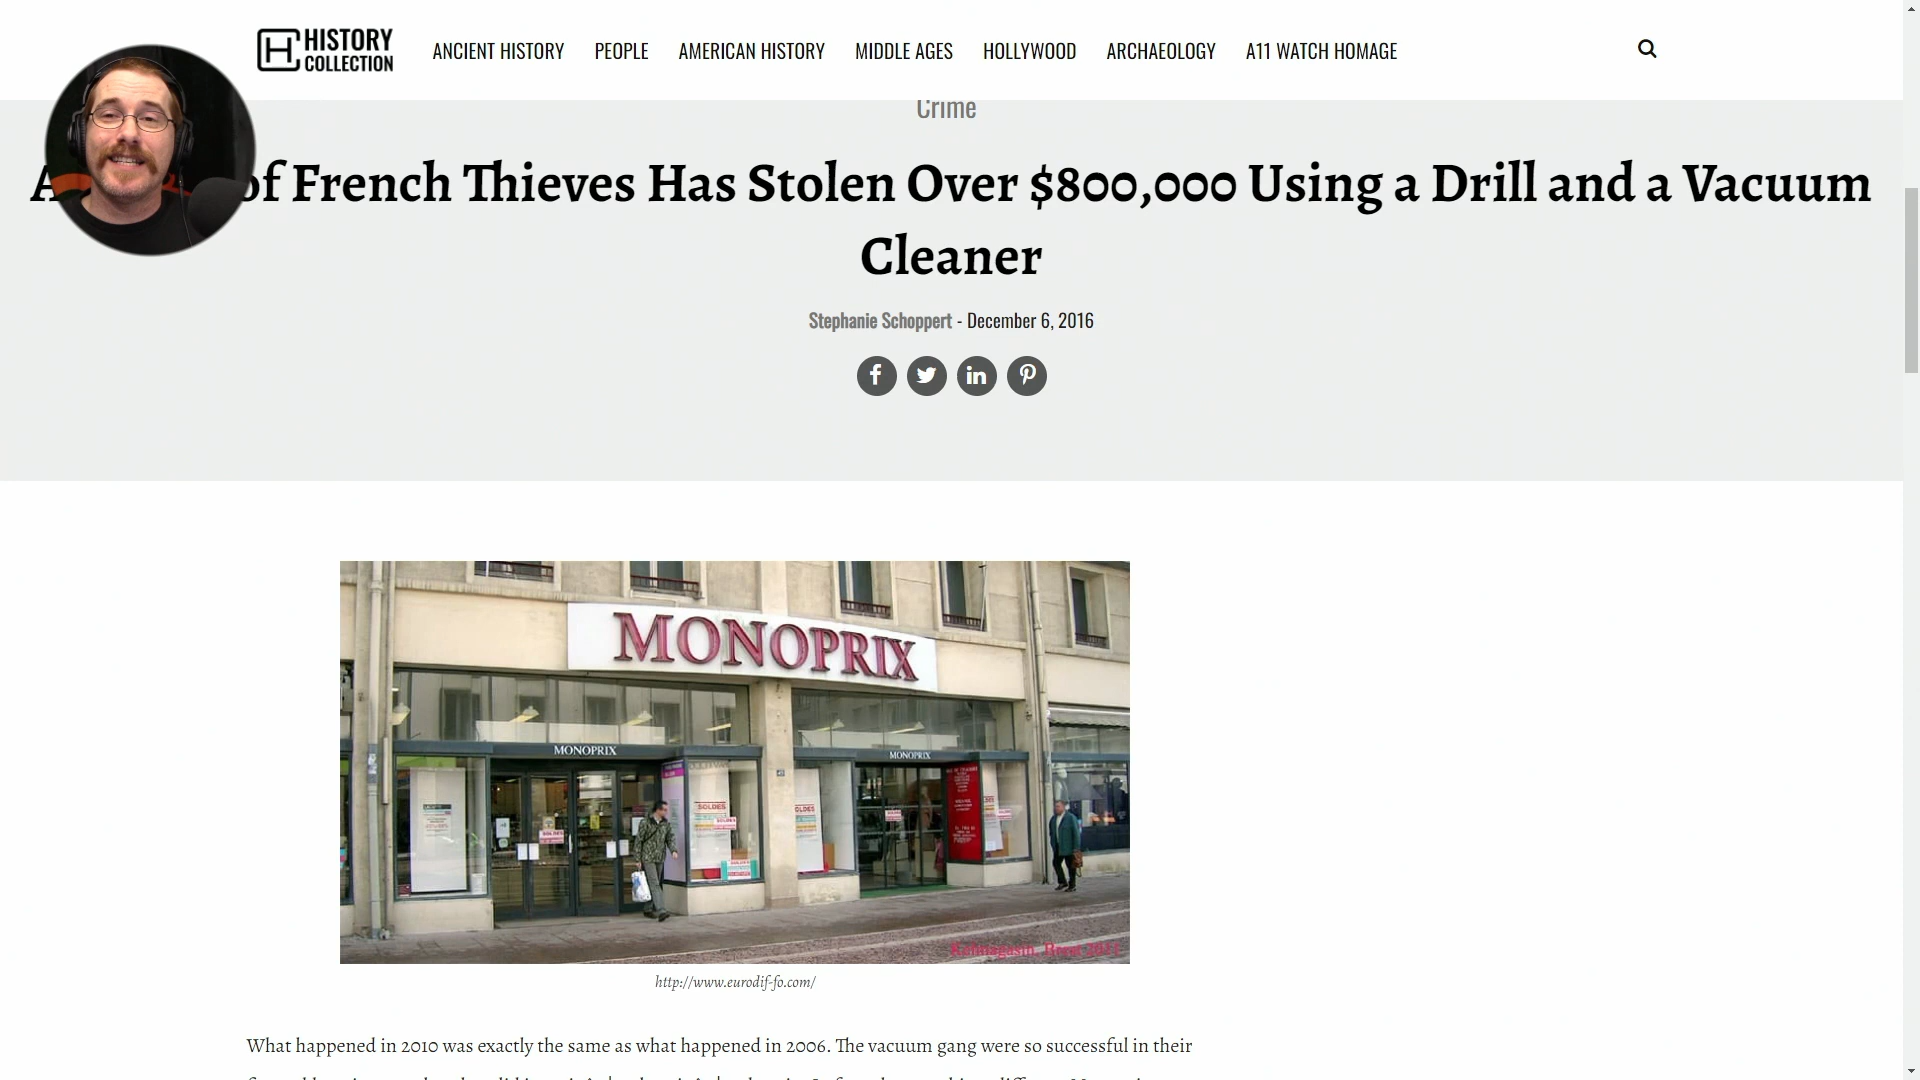 HISTORY
COLLECTION
ANCIENT HISTORY PEOPLE AMERICAN HISTORY MIDDLE AGES HOLLYWOOD ARCHAEOLOGY A11 WATCH HOMAGE
Crime
A of French Thieves Has Stolen Over $800,000 Using a Drill and a Vacuum
Cleaner
Stephanie Schoppert - December 6, 2016
MONOPRIX
MONOPRIX
MONOPRIX
SOLDES
SOLDES
http://www.eurodif-fo.com/
What happened in 2010 was exactly the same as what happened in 2006. The vacuum gang were so successful in their